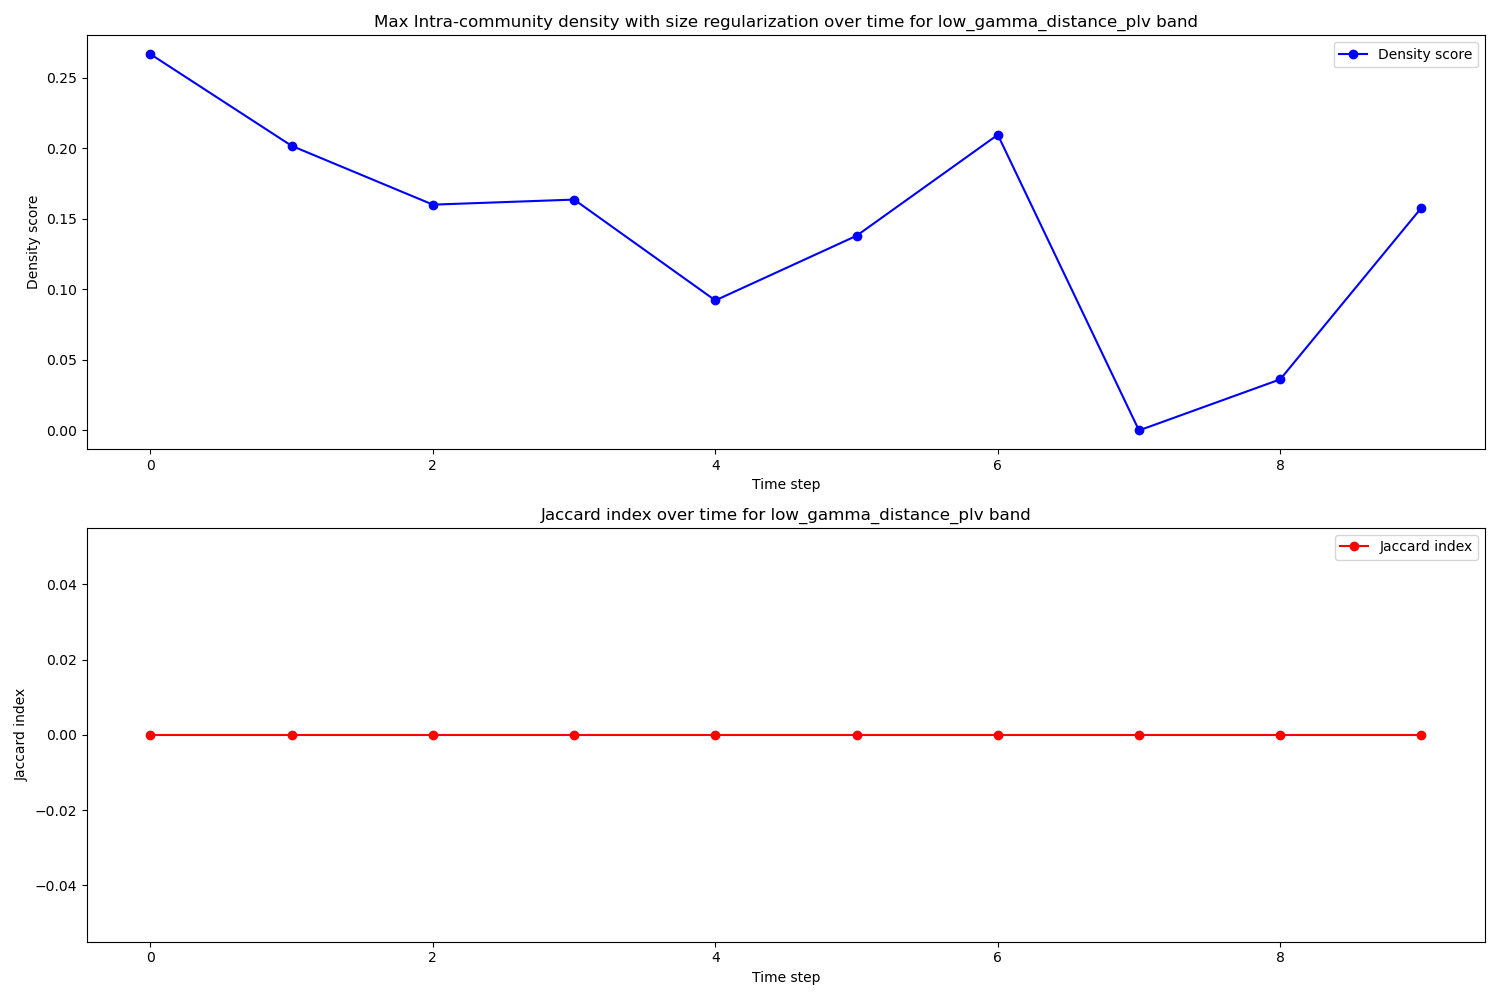 Max Intra-community density with size regularization over time for low_gamma_distance_plv band
Density score
0.25
0.20
0.15
0.10
0.05
0.00
Density score
0 2 4 6 8
Time step
Jaccard index over time for low_gamma_distance_plv band
Jaccard index
0.04
0.02
0.00
−0.02
−0.04
Jaccard index
0 2 4 6 8
Time step